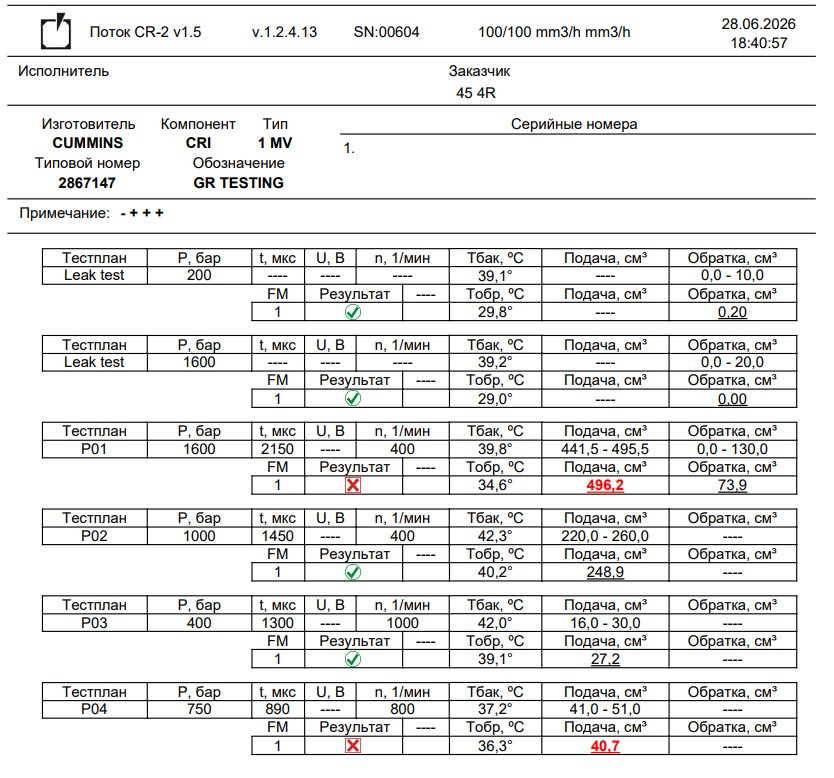 Поток CR-2 v1.5 v.1.2.4.13 SN:00604 100/100 mm3/h mm3/h 28.06.2026
18:40:57
Исполнитель Заказчик
45 4R
Изготовитель Компонент Тип Серийные номера
CUMMINS CRI 1 MV 1.
Типовой номер Обозначение
2867147 GR TESTING
Примечание: - + + +
Тестплан P, бар t, мкс U, В n, 1/мин Тбак, ºC Подача, см³ Обратка, см³
Leak test 200 ---- ---- ---- 39,1° ---- 0,0 - 10,0
FM Результат ---- Тобр, ºC Подача, см³ Обратка, см³
1 29,8° ---- 0,20
Тестплан P, бар t, мкс U, В n, 1/мин Тбак, ºC Подача, см³ Обратка, см³
Leak test 1600 ---- ---- ---- 39,2° ---- 0,0 - 20,0
FM Результат ---- Тобр, ºC Подача, см³ Обратка, см³
1 29,0° ---- 0,00
Тестплан P, бар t, мкс U, В n, 1/мин Тбак, ºC Подача, см³ Обратка, см³
P01 1600 2150 ---- 400 39,8° 441,5 - 495,5 0,0 - 130,0
FM Результат ---- Тобр, ºC Подача, см³ Обратка, см³
1 34,6° 496,2 73,9
Тестплан P, бар t, мкс U, В n, 1/мин Тбак, ºC Подача, см³ Обратка, см³
P02 1000 1450 ---- 400 42,3° 220,0 - 260,0 ----
FM Результат ---- Тобр, ºC Подача, см³ Обратка, см³
1 40,2° 248,9 ----
Тестплан P, бар t, мкс U, В n, 1/мин Тбак, ºC Подача, см³ Обратка, см³
P03 400 1300 ---- 1000 42,0° 16,0 - 30,0 ----
FM Результат ---- Тобр, ºC Подача, см³ Обратка, см³
1 39,1° 27,2 ----
Тестплан P, бар t, мкс U, В n, 1/мин Тбак, ºC Подача, см³ Обратка, см³
P04 750 890 ---- 800 37,2° 41,0 - 51,0 ----
FM Результат ---- Тобр, ºC Подача, см³ Обратка, см³
1 36,3° 40,7 ----